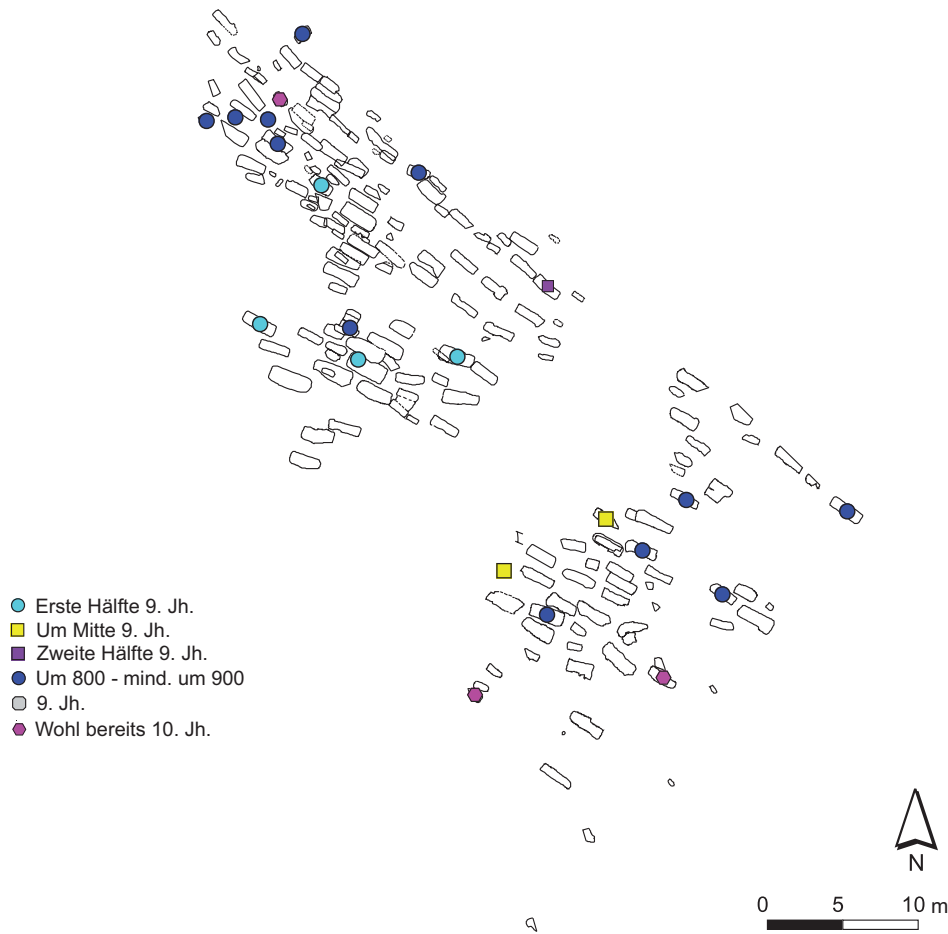 Erste Hälfte 9. Jh.
Um Mitte 9. Jh.
Zweite Hälfte 9. Jh.
Um 800 - mind. um 900
9. Jh.
Wohl bereits 10. Jh.
N
0 5 10 m